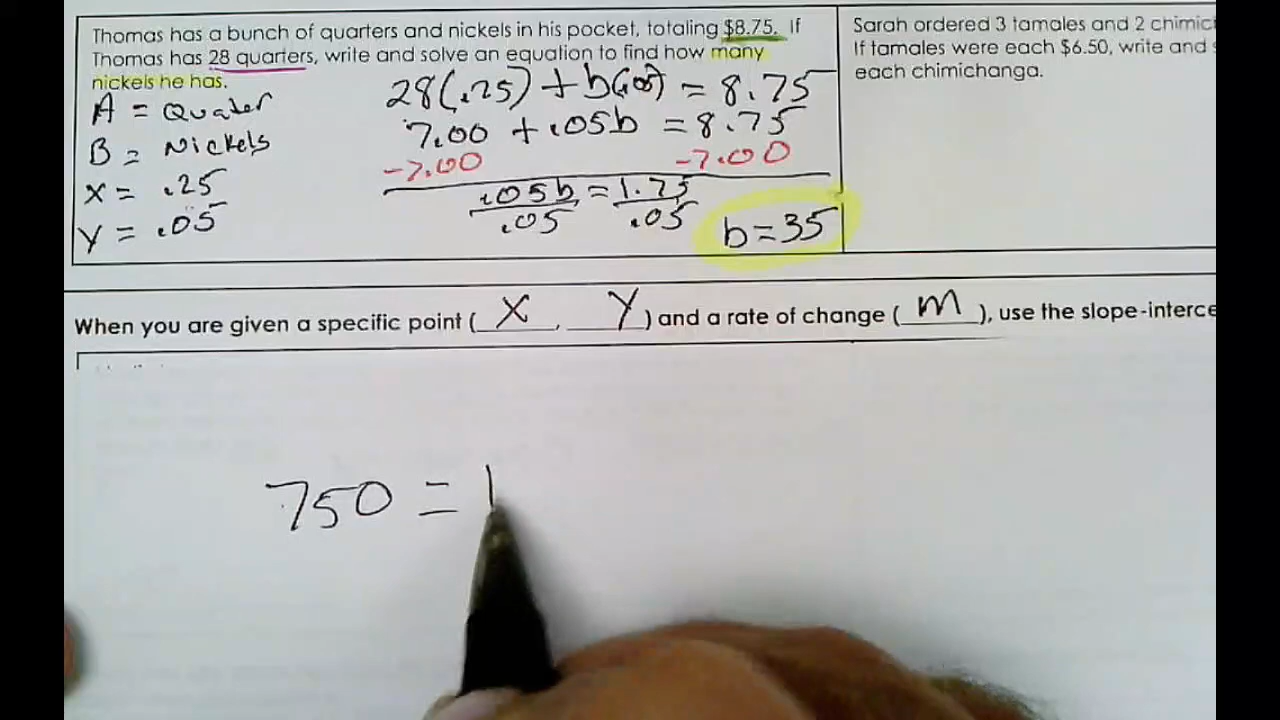 Thomas has a bunch of quarters and nickels in his pocket, totaling $8.75. If
Thomas has 28 quarters, write and solve an equation to find how many
nickels he has.
A = Quater
B = Nickels
X = .25
Y = .05
28(.25) + b(.05) = 8.75
7.00 + .05b = 8.75
-7.00 -7.00
.05b = 1.75
.05 .05
b = 35
Sarah ordered 3 tamales and 2 chimic
If tamales were each $6.50, write and s
each chimichanga.
When you are given a specific point ( X , Y ) and a rate of change ( m ), use the slope-interce
750 = 1